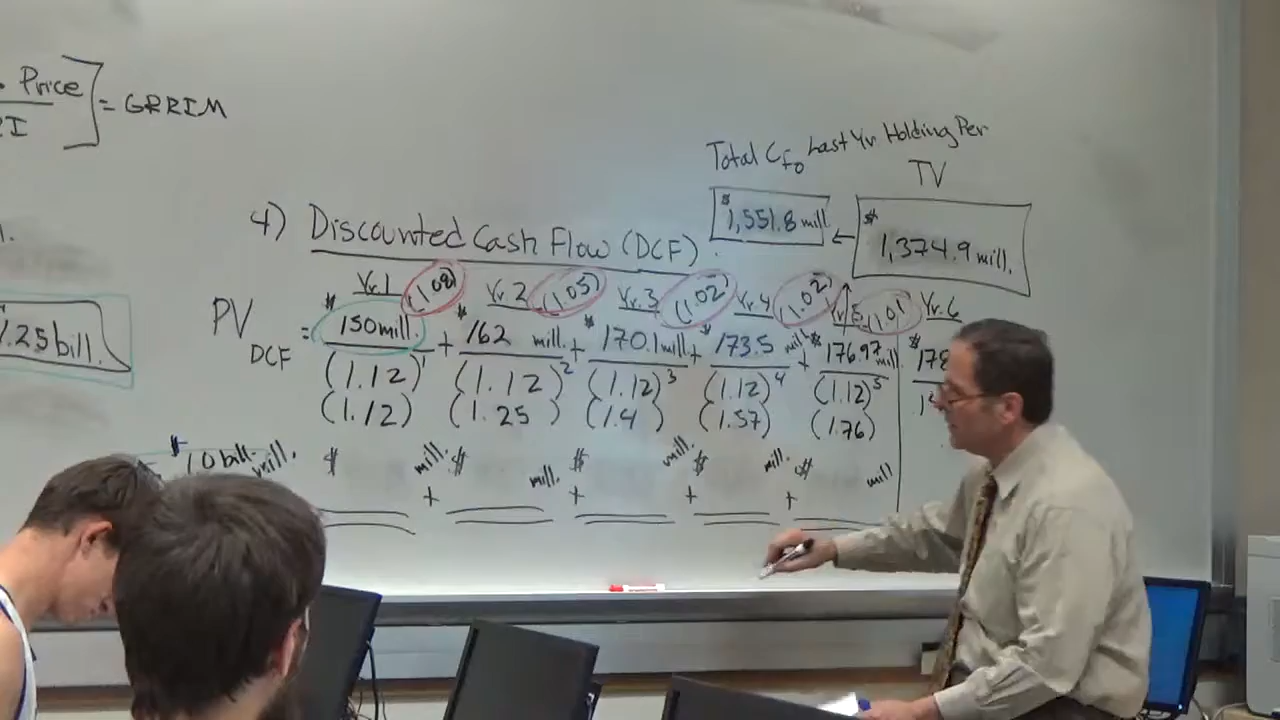 Price
= GRRIM
Total Cfo Last Yr Holding Per
TV
$1,551.8 mill
$1,374.9 mill.
4) Discounted Cash Flow (DCF).
Yr.1 (1.08) Yr.2 (1.05) Yr.3 (1.02) Yr.4 (1.02) Yr.5 (1.01) Yr.6
.25 bill.
PV DCF = $150 mill. + $162 mill. + $170.1 mill + $173.5 mill + $176.97 mill $178
(1.12)¹ (1.12)² (1.12)³ (1.12)⁴ (1.12)⁵
(1.12) (1.25) (1.4) (1.57) (1.76)
$1.0 bill. mill. $ mill. + $ mill. + $ mill. + $ mill. + $ mill